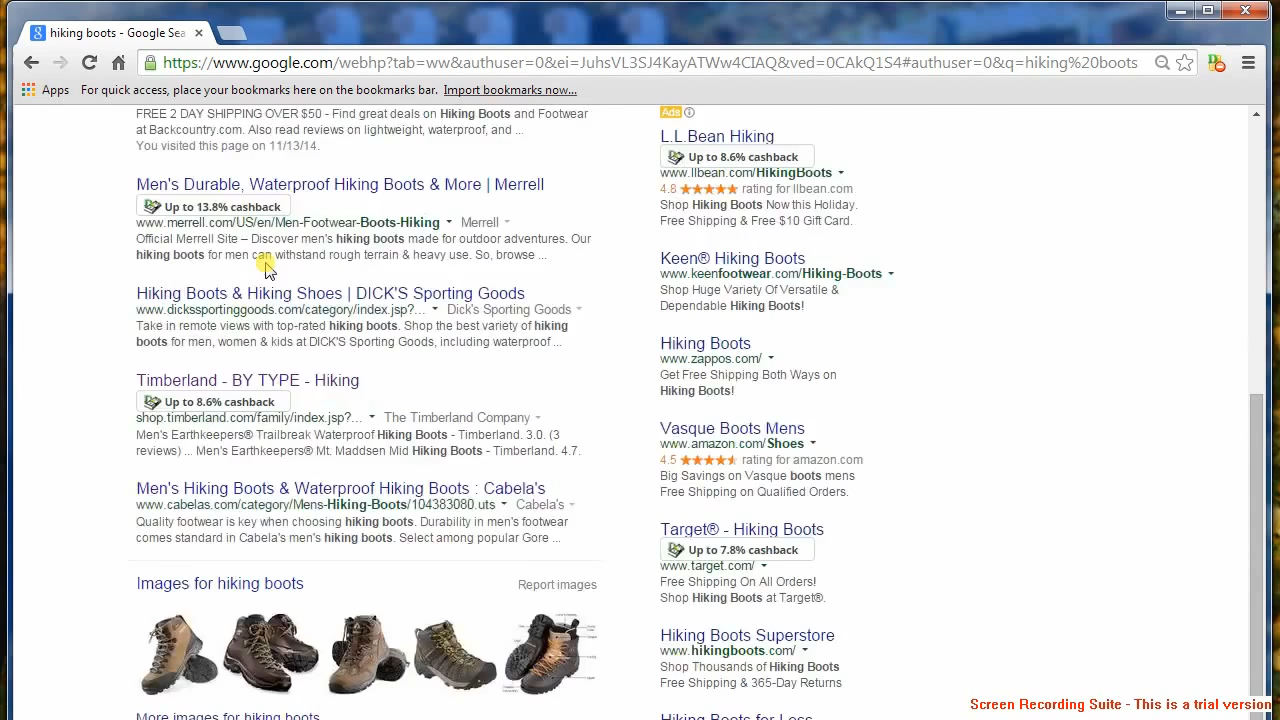 hiking boots - Google Sea
https://www.google.com/webhp?tab=ww&authuser=0&ei=JuhsVL3SJ4KayATWw4CIAQ&ved=0CAkQ1S4#authuser=0&q=hiking%20boots
Apps For quick access, place your bookmarks here on the bookmarks bar. Import bookmarks now...
FREE 2 DAY SHIPPING OVER $50 - Find great deals on Hiking Boots and Footwear
at Backcountry.com. Also read reviews on lightweight, waterproof, and ...
You visited this page on 11/13/14.
Men's Durable, Waterproof Hiking Boots & More | Merrell
Up to 13.8% cashback
www.merrell.com/US/en/Men-Footwear-Boots-Hiking Merrell
Official Merrell Site – Discover men's hiking boots made for outdoor adventures. Our
hiking boots for men can withstand rough terrain & heavy use. So, browse ...
Hiking Boots & Hiking Shoes | DICK'S Sporting Goods
www.dickssportinggoods.com/category/index.jsp?... Dick's Sporting Goods
Take in remote views with top-rated hiking boots. Shop the best variety of hiking
boots for men, women & kids at DICK'S Sporting Goods, including waterproof ...
Timberland - BY TYPE - Hiking
Up to 8.6% cashback
shop.timberland.com/family/index.jsp?... The Timberland Company
Men's Earthkeepers® Trailbreak Waterproof Hiking Boots - Timberland. 3.0. (3
reviews) ... Men's Earthkeepers® Mt. Maddsen Mid Hiking Boots - Timberland. 4.7.
Men's Hiking Boots & Waterproof Hiking Boots : Cabela's
www.cabelas.com/category/Mens-Hiking-Boots/104383080.uts Cabela's
Quality footwear is key when choosing hiking boots. Durability in men's footwear
comes standard in Cabela's men's hiking boots. Select among popular Gore ...
Images for hiking boots Report images
More images for hiking boots
Ads
L.L.Bean Hiking
Up to 8.6% cashback
www.llbean.com/HikingBoots
4.8 ★★★★★ rating for llbean.com
Shop Hiking Boots Now this Holiday.
Free Shipping & Free $10 Gift Card.
Keen® Hiking Boots
www.keenfootwear.com/Hiking-Boots
Shop Huge Variety Of Versatile &
Dependable Hiking Boots!
Hiking Boots
www.zappos.com/
Get Free Shipping Both Ways on
Hiking Boots!
Vasque Boots Mens
www.amazon.com/Shoes
4.5 ★★★★★ rating for amazon.com
Big Savings on Vasque boots mens
Free Shipping on Qualified Orders.
Target® - Hiking Boots
Up to 7.8% cashback
www.target.com/
Free Shipping On All Orders!
Shop Hiking Boots at Target®.
Hiking Boots Superstore
www.hikingboots.com/
Shop Thousands of Hiking Boots
Free Shipping & 365-Day Returns
Hiking Boots for Less
Screen Recording Suite - This is a trial version